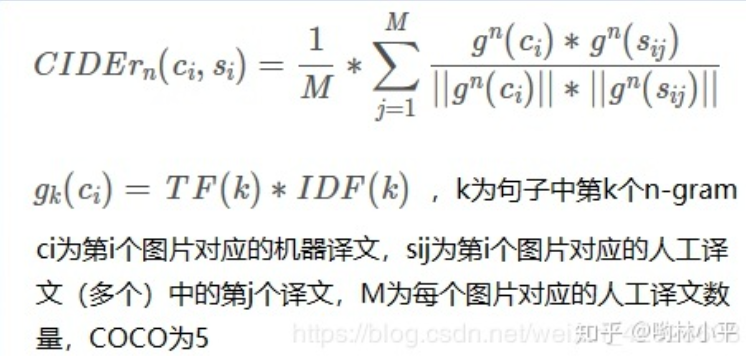 CIDEr_n(c_i, s_i) = \frac{1}{M} * \sum_{j=1}^{M} \frac{g^n(c_i) * g^n(s_{ij})}{||g^n(c_i)|| * ||g^n(s_{ij})||}
g_k(c_i) = TF(k) * IDF(k) ，k为句子中第k个n-gram
ci为第i个图片对应的机器译文，sij为第i个图片对应的人工译
文（多个）中的第j个译文，M为每个图片对应的人工译文数
量，COCO为5
知乎 @哟林小平